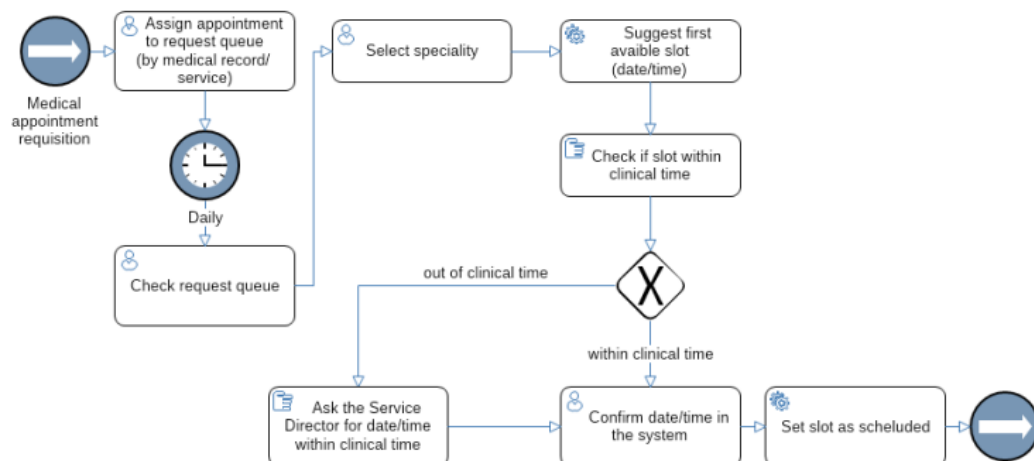 Assign appointment
to request queue
(by medical record/
service)
Medical
appointment
requisition
Daily
Check request queue
Select speciality
Suggest first
avaible slot
(date/time)
Check if slot within
clinical time
X
out of clinical time
within clinical time
Ask the Service
Director for date/time
within clinical time
Confirm date/time in
the system
Set slot as scheluded